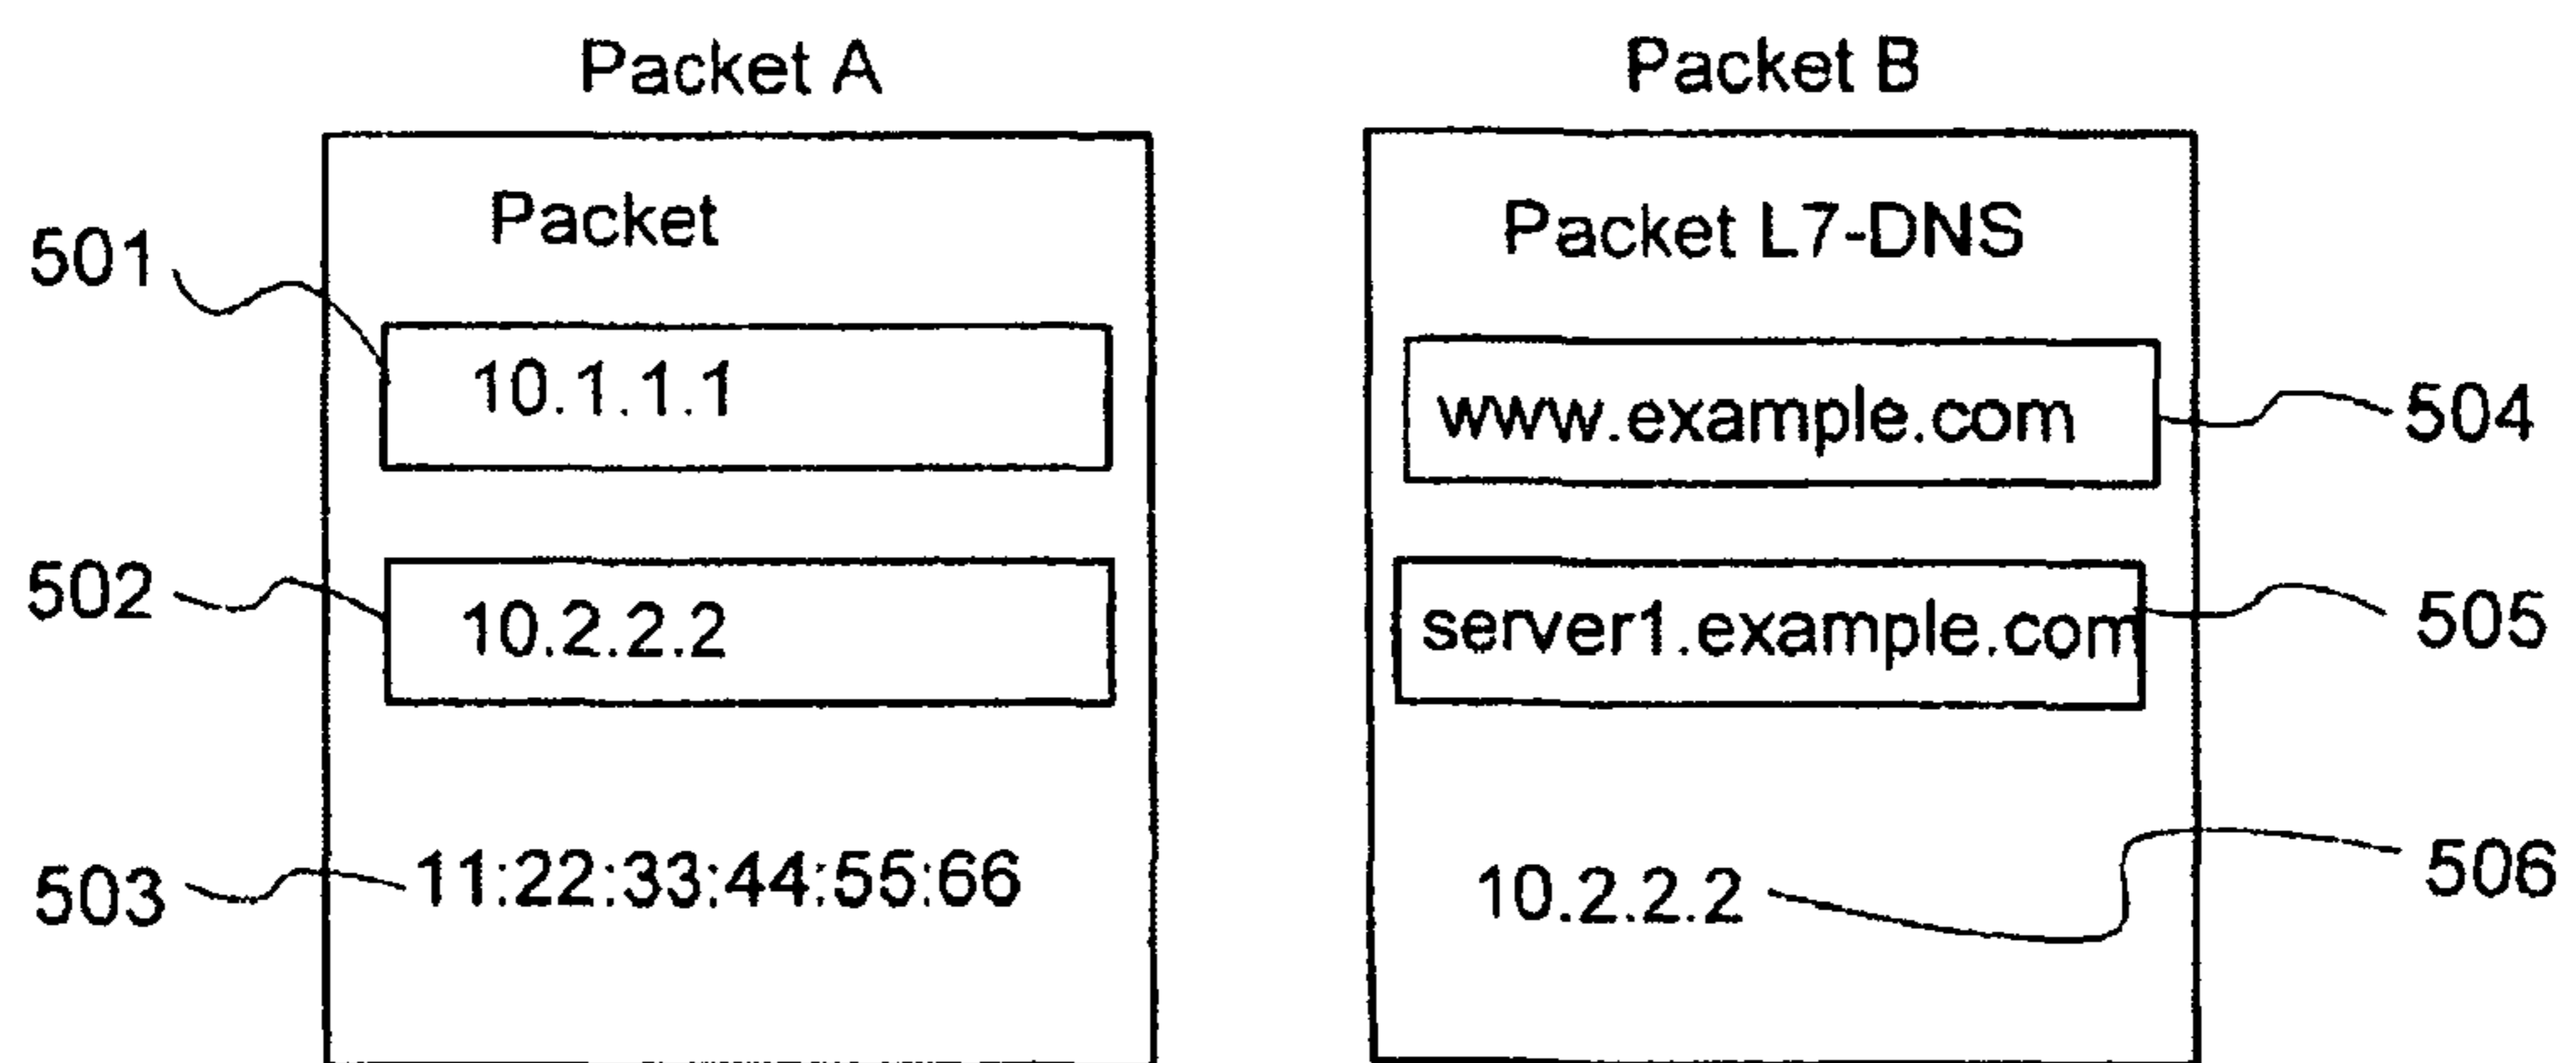 Packet A
Packet
501
10.1.1.1
502
10.2.2.2
503
11:22:33:44:55:66
Packet B
Packet L7-DNS
www.example.com
504
server1.example.com
505
10.2.2.2
506